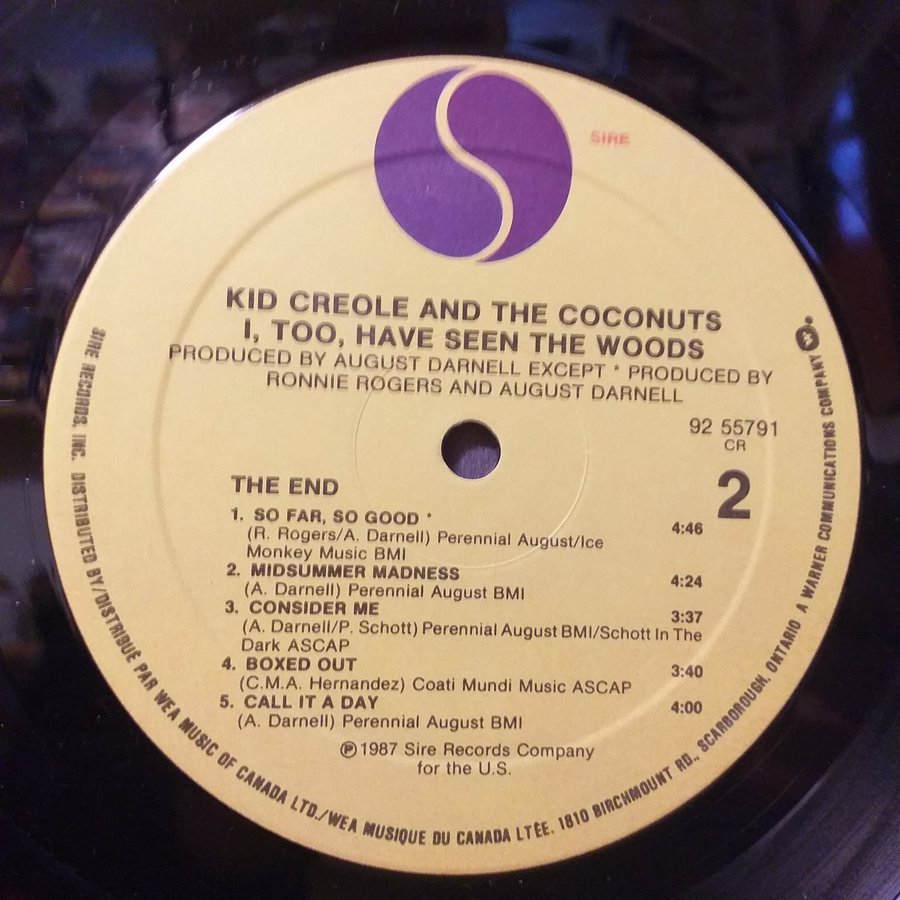 SIRE
KID CREOLE AND THE COCONUTS
I, TOO, HAVE SEEN THE WOODS
PRODUCED BY AUGUST DARNELL EXCEPT * PRODUCED BY
RONNIE ROGERS AND AUGUST DARNELL
92 55791
CR
2
THE END
1. SO FAR, SO GOOD * 4:46
(R. Rogers/A. Darnell) Perennial August/Ice
Monkey Music BMI
2. MIDSUMMER MADNESS 4:24
(A. Darnell) Perennial August BMI
3. CONSIDER ME 3:37
(A. Darnell/P. Schott) Perennial August BMI/Schott In The
Dark ASCAP
4. BOXED OUT 3:40
(C.M.A. Hernandez) Coati Mundi Music ASCAP
5. CALL IT A DAY 4:00
(A. Darnell) Perennial August BMI
℗1987 Sire Records Company
for the U.S.
SIRE RECORDS, INC. DISTRIBUTED BY/DISTRIBUÉ PAR WEA MUSIC OF CANADA LTD./WEA MUSIQUE DU CANADA LTÉE. 1810 BIRCHMOUNT RD., SCARBOROUGH, ONTARIO A WARNER COMMUNICATIONS COMPANY